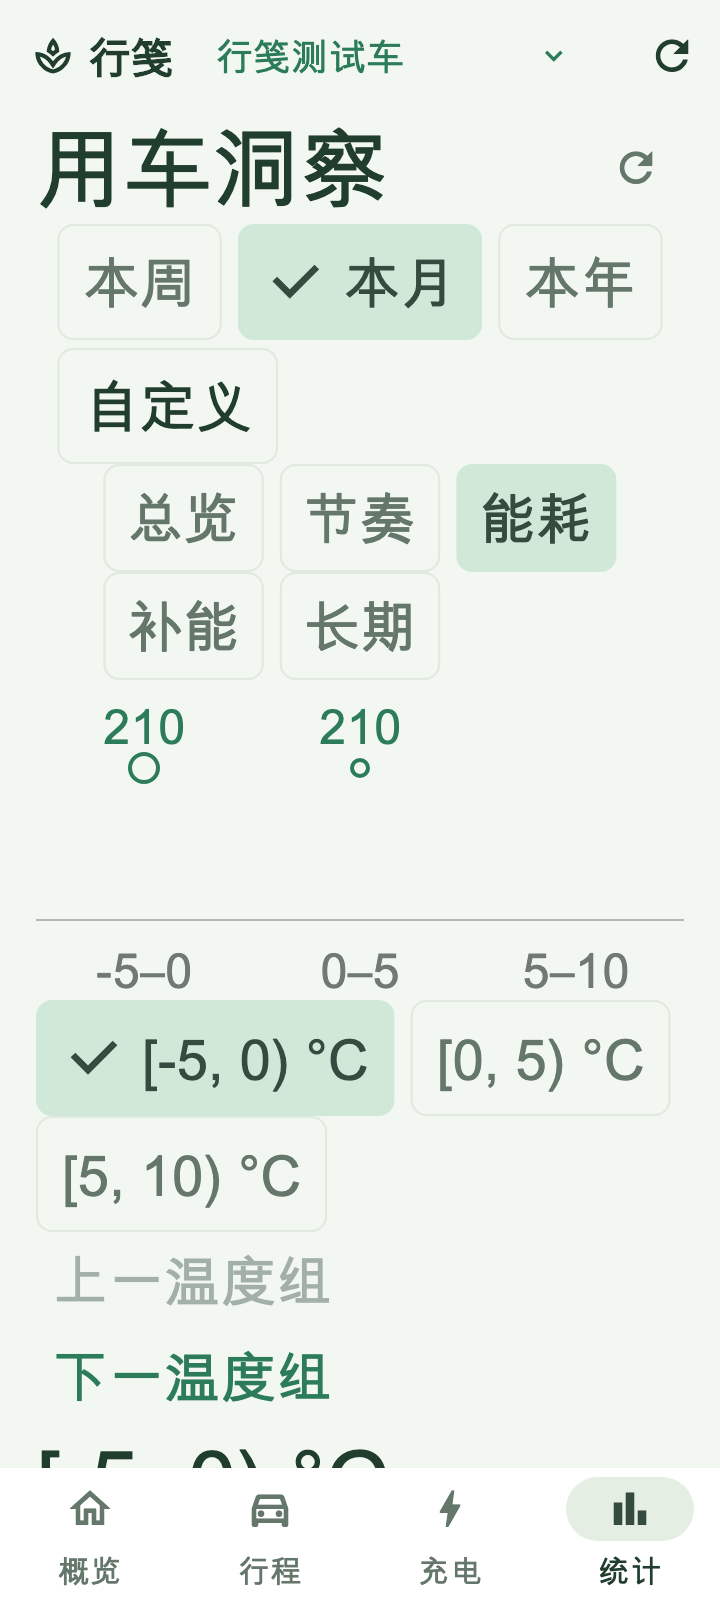 行笺 行笺测试车
用车洞察
本周 本月 本年
自定义
总览 节奏 能耗
补能 长期
210 210
-5–0 0–5 5–10
[-5, 0) °C [0, 5) °C
[5, 10) °C
上一温度组
下一温度组
[-5, 0) °C
概览 行程 充电 统计